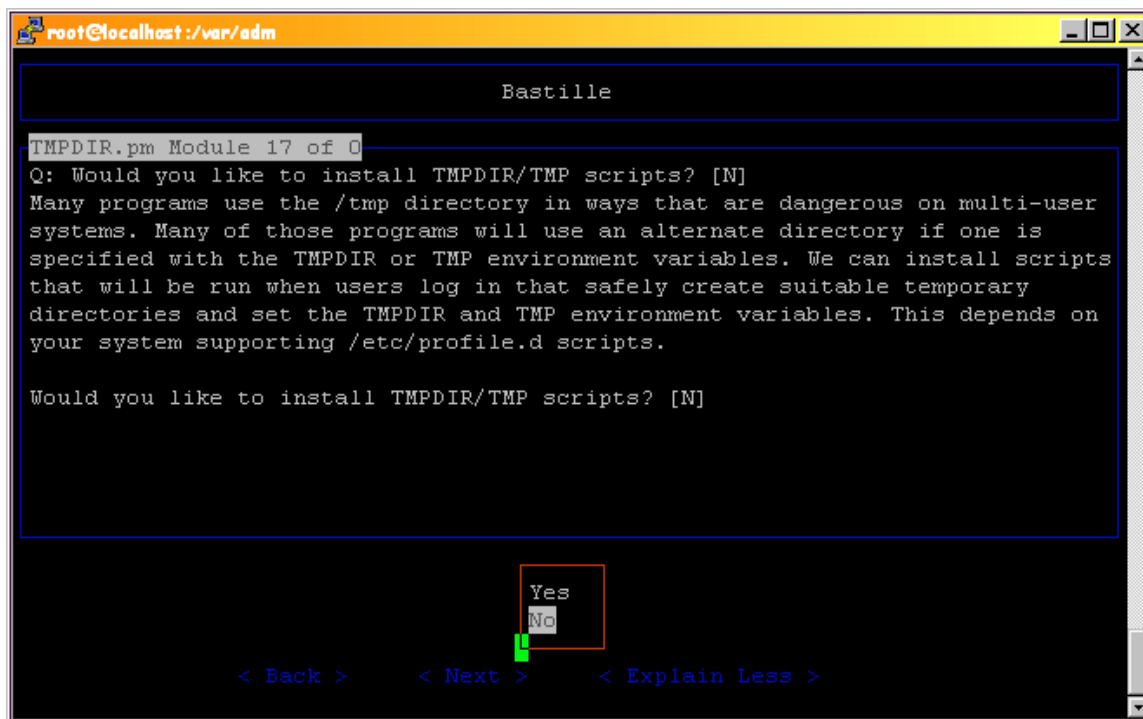 root@localhost:/var/adm
Bastille
TMPDIR.pm Module 17 of 0
Q: Would you like to install TMPDIR/TMP scripts? [N]
Many programs use the /tmp directory in ways that are dangerous on multi-user
systems. Many of those programs will use an alternate directory if one is
specified with the TMPDIR or TMP environment variables. We can install scripts
that will be run when users log in that safely create suitable temporary
directories and set the TMPDIR and TMP environment variables. This depends on
your system supporting /etc/profile.d scripts.
Would you like to install TMPDIR/TMP scripts? [N]
Yes
No
< Back > < Next > < Explain Less >